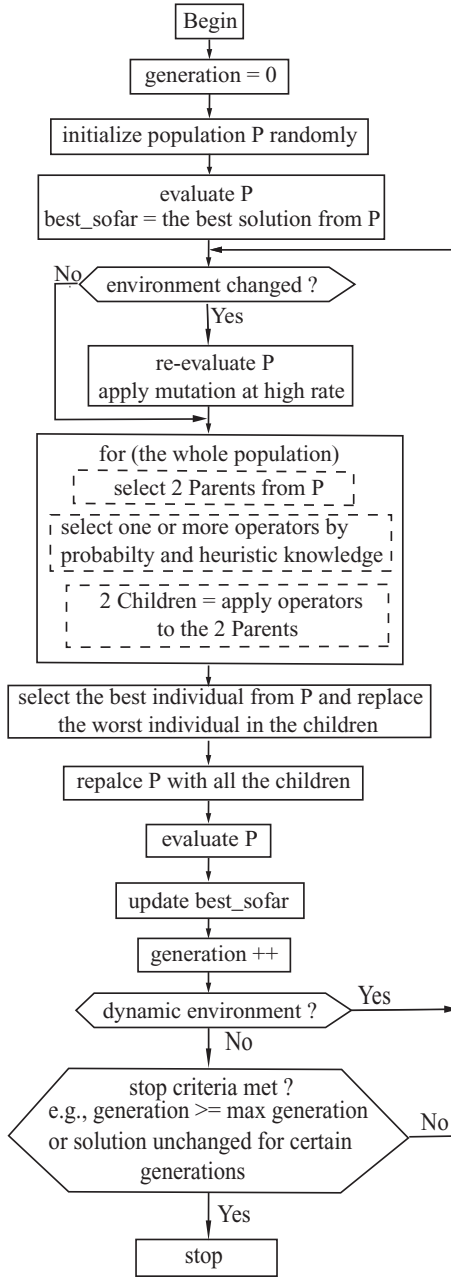 Begin
generation = 0
initialize population P randomly
evaluate P
best_sofar = the best solution from P
No
environment changed ?
Yes
re-evaluate P
apply mutation at high rate
for (the whole population)
select 2 Parents from P
select one or more operators by
probabilty and heuristic knowledge
2 Children = apply operators
to the 2 Parents
select the best individual from P and replace
the worst individual in the children
repalce P with all the children
evaluate P
update best_sofar
generation ++
dynamic environment ?
Yes
No
stop criteria met ?
e.g., generation >= max generation
or solution unchanged for certain
generations
No
Yes
stop